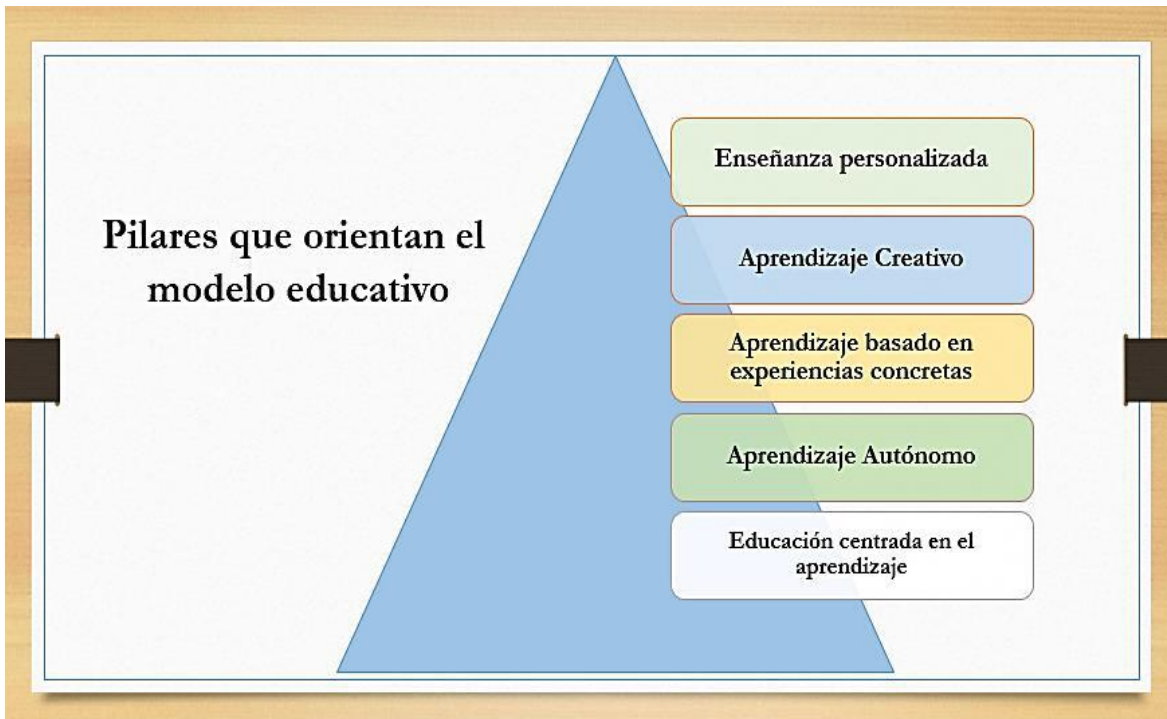 Pilares que orientan el
modelo educativo
Enseñanza personalizada
Aprendizaje Creativo
Aprendizaje basado en
experiencias concretas
Aprendizaje Autónomo
Educación centrada en el
aprendizaje